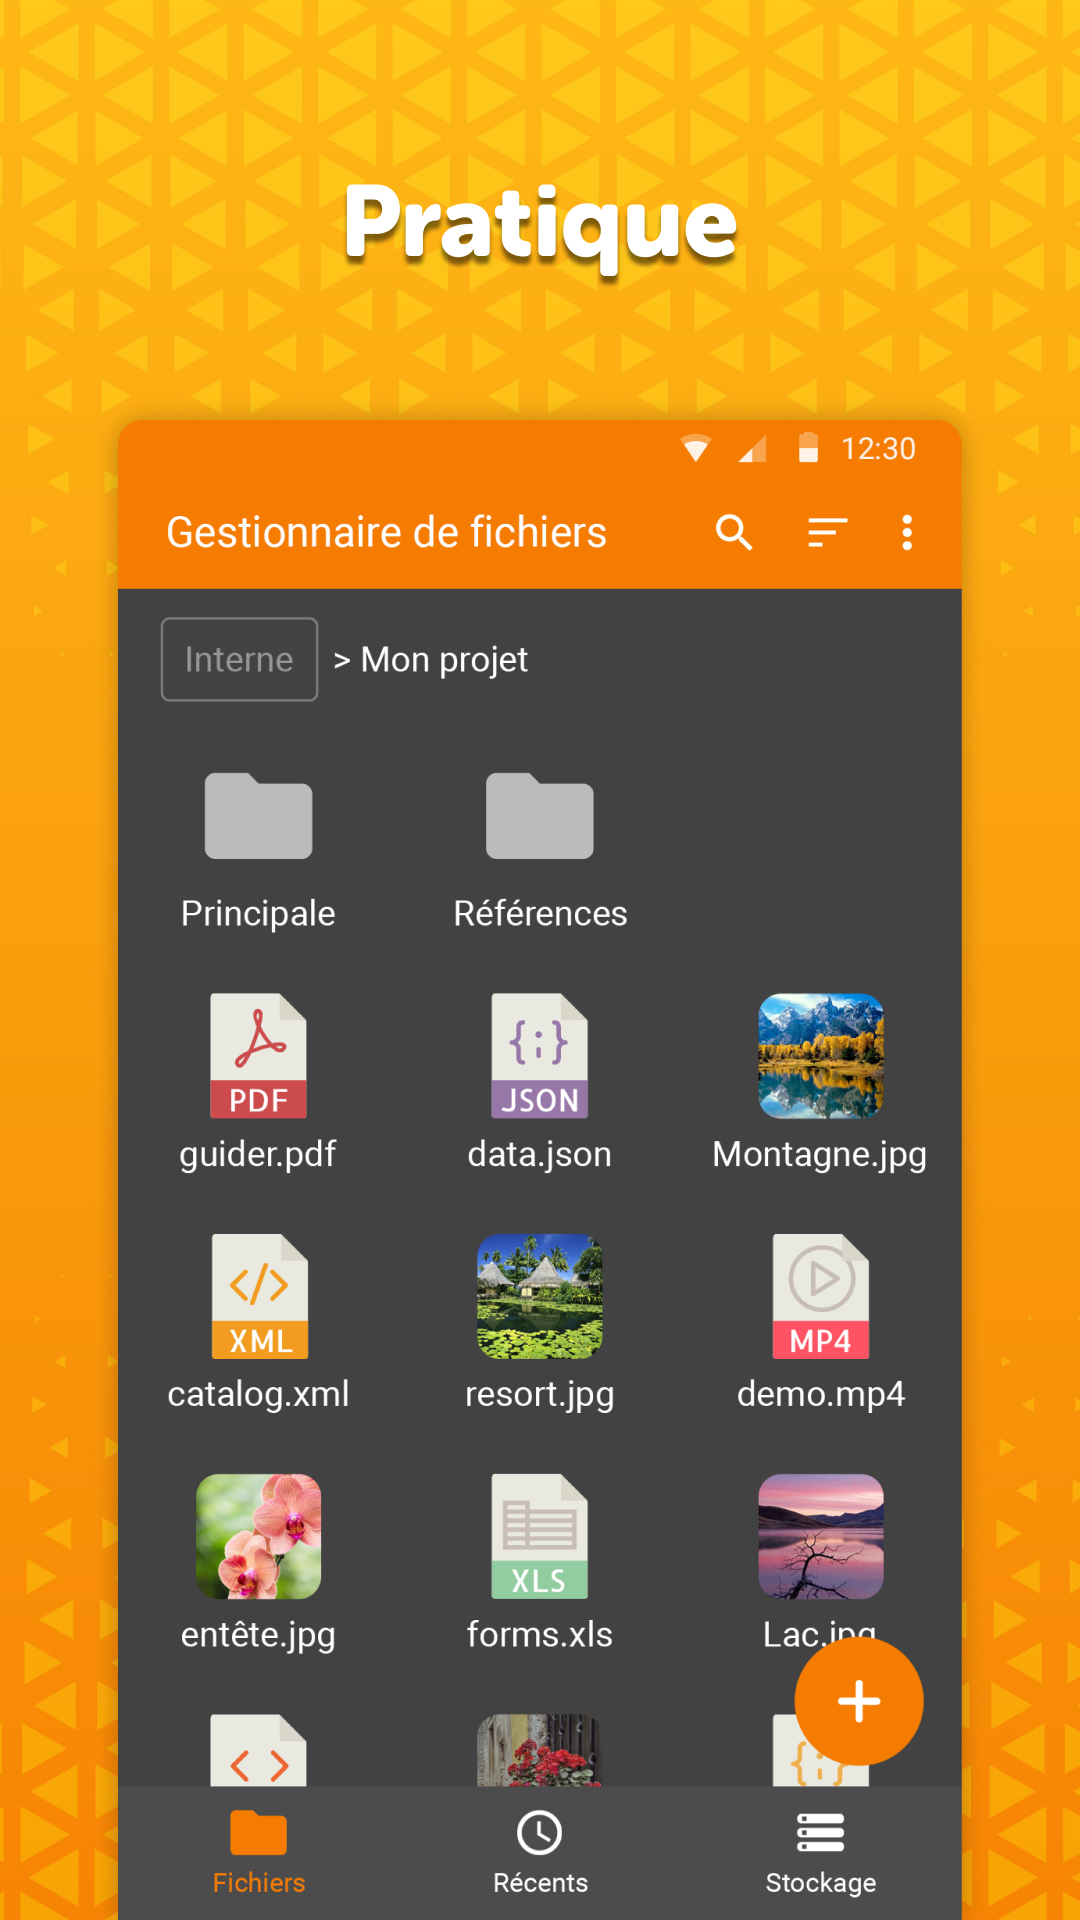 Pratique
12:30
Gestionnaire de fichiers
Interne > Mon projet
Principale
Références
PDF
JSON
guider.pdf
data.json
Montagne.jpg
XML
MP4
catalog.xml
resort.jpg
demo.mp4
XLS
entête.jpg
forms.xls
Lac.jpg
Fichiers
Récents
Stockage